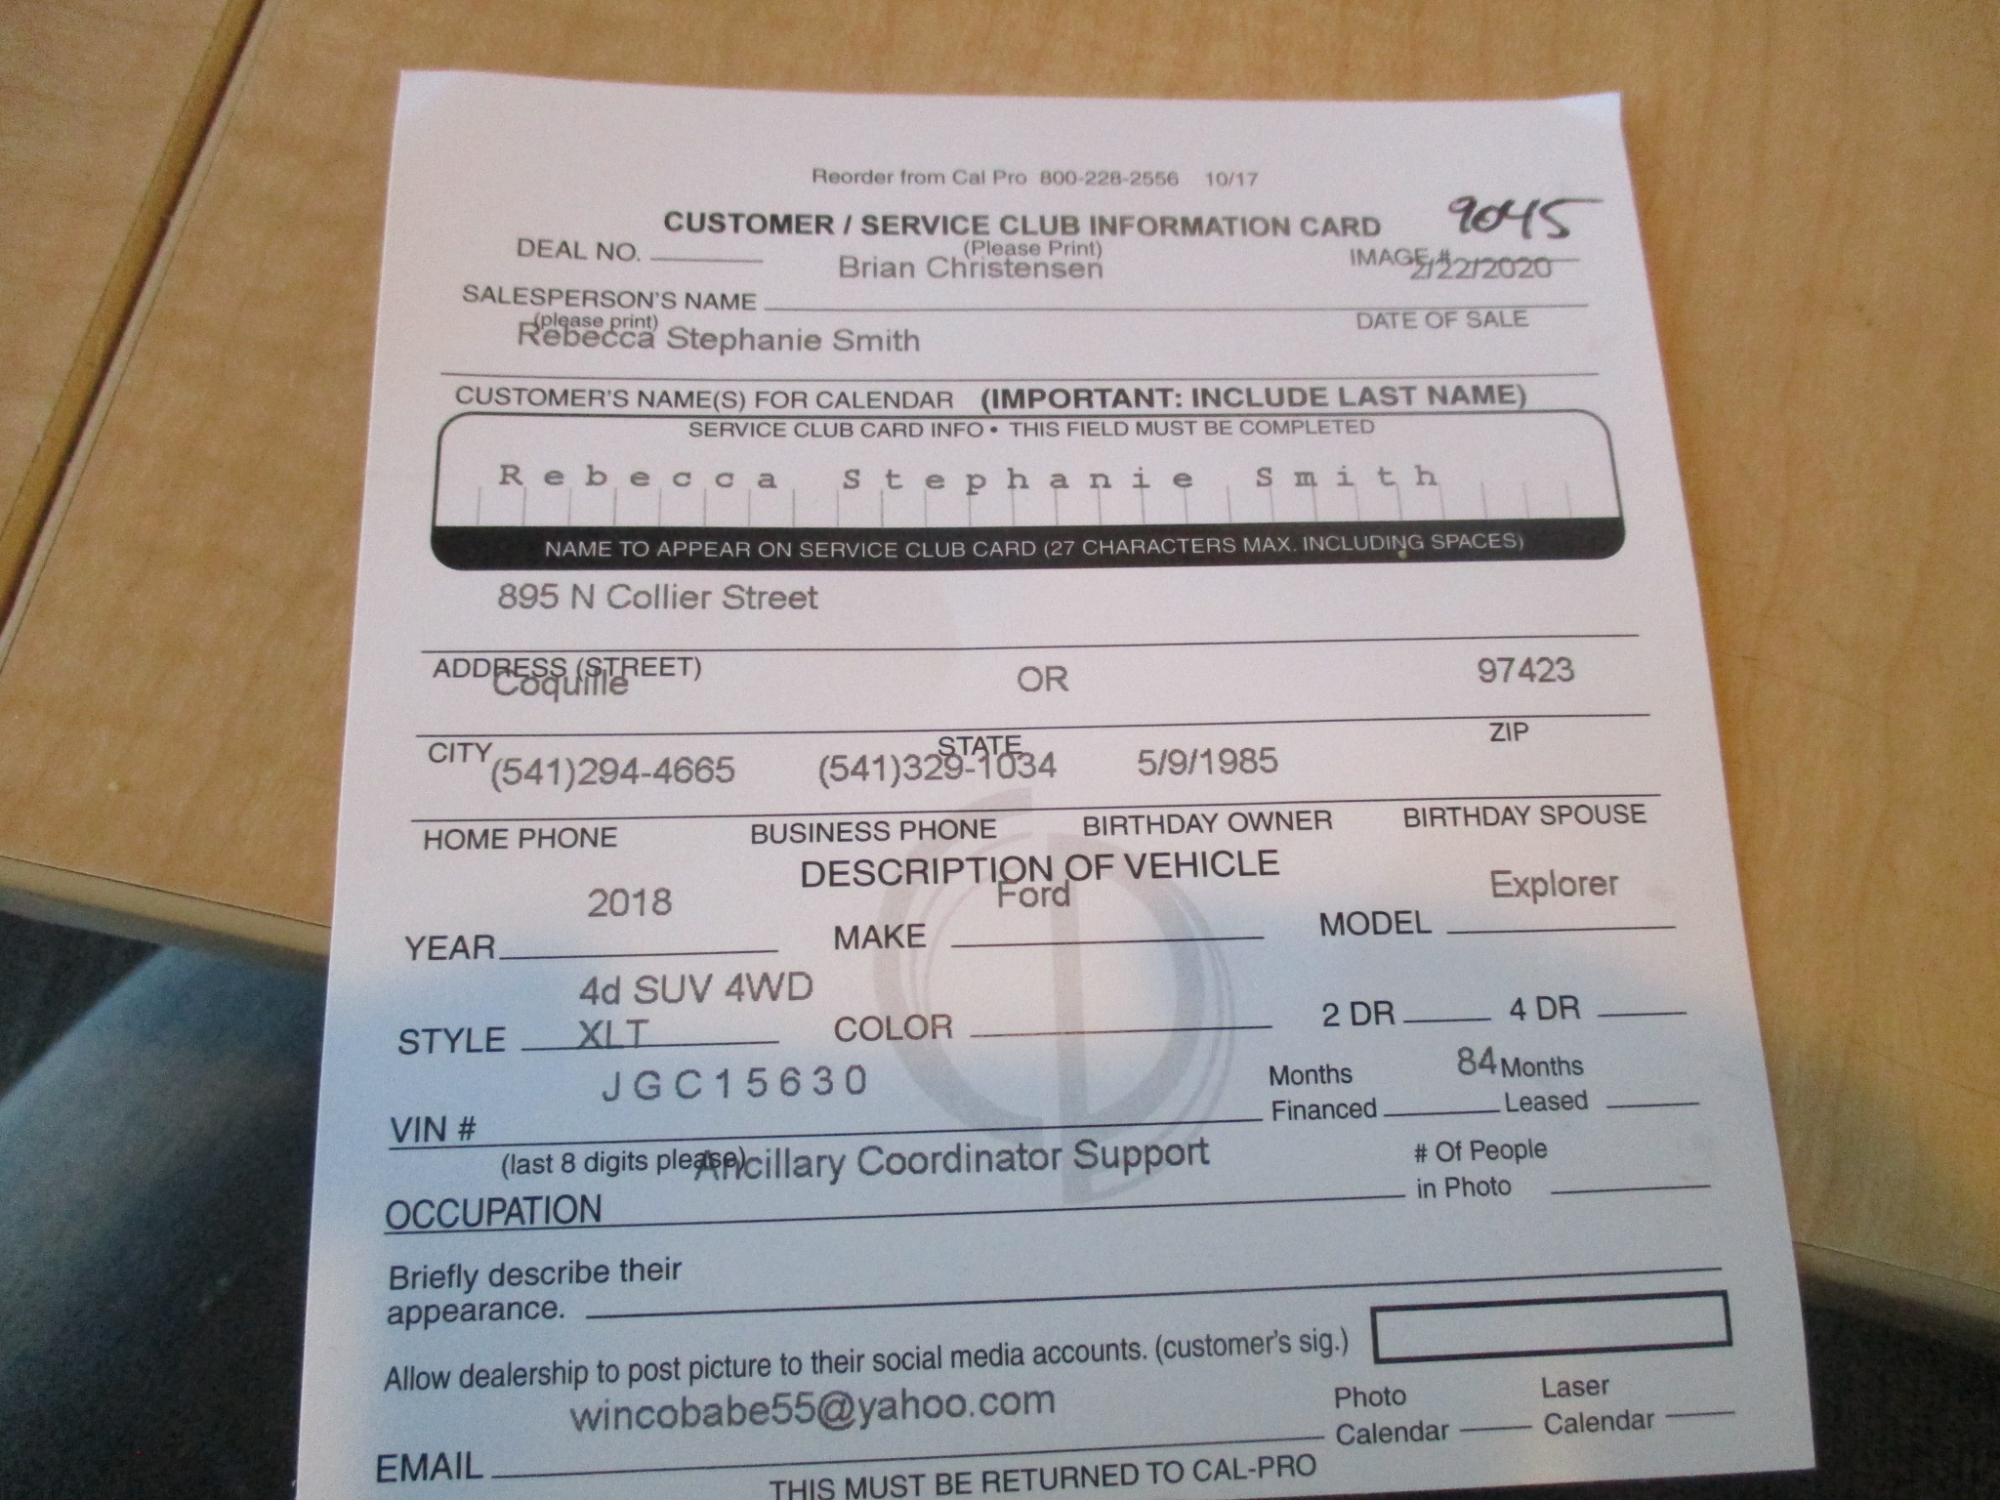 Reorder from Cal Pro 800-228-2556 10/17
CUSTOMER / SERVICE CLUB INFORMATION CARD 9045
DEAL NO. (Please Print) IMAGE #
Brian Christensen 2/22/2020
SALESPERSON'S NAME
(please print) DATE OF SALE
Rebecca Stephanie Smith
CUSTOMER'S NAME(S) FOR CALENDAR (IMPORTANT: INCLUDE LAST NAME)
SERVICE CLUB CARD INFO • THIS FIELD MUST BE COMPLETED
Rebecca Stephanie Smith
NAME TO APPEAR ON SERVICE CLUB CARD (27 CHARACTERS MAX. INCLUDING SPACES)
895 N Collier Street
ADDRESS (STREET)
Coquille OR 97423
CITY STATE ZIP
(541)294-4665 (541)329-1034 5/9/1985
HOME PHONE BUSINESS PHONE BIRTHDAY OWNER BIRTHDAY SPOUSE
DESCRIPTION OF VEHICLE
2018 Ford Explorer
YEAR MAKE MODEL
4d SUV 4WD
STYLE XLT COLOR 2 DR 4 DR
JGC15630 Months 84 Months
VIN # Financed Leased
(last 8 digits please) Ancillary Coordinator Support # Of People
OCCUPATION in Photo
Briefly describe their
appearance.
Allow dealership to post picture to their social media accounts. (customer's sig.)
wincobabe55@yahoo.com Photo Laser
EMAIL Calendar Calendar
THIS MUST BE RETURNED TO CAL-PRO